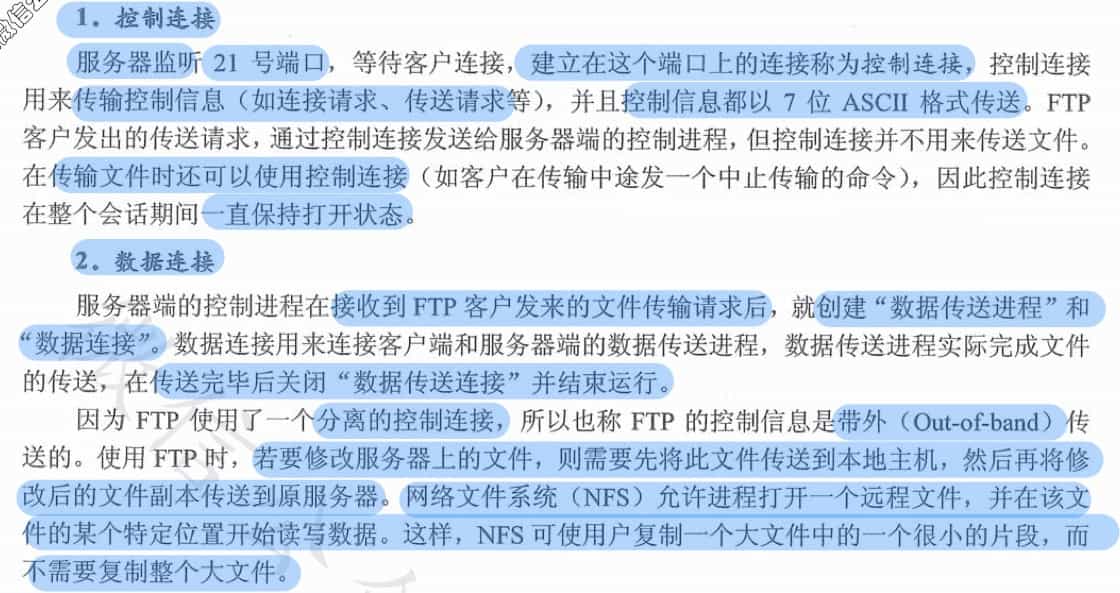 微信公
1. 控制连接
服务器监听 21 号端口，等待客户连接，建立在这个端口上的连接称为控制连接，控制连接
用来传输控制信息（如连接请求、传送请求等），并且控制信息都以 7 位 ASCII 格式传送。FTP
客户发出的传送请求，通过控制连接发送给服务器端的控制进程，但控制连接并不用来传送文件。
在传输文件时还可以使用控制连接（如客户在传输中途发一个中止传输的命令），因此控制连接
在整个会话期间一直保持打开状态。
2. 数据连接
服务器端的控制进程在接收到 FTP 客户发来的文件传输请求后，就创建“数据传送进程”和
“数据连接”。数据连接用来连接客户端和服务器端的数据传送进程，数据传送进程实际完成文件
的传送，在传送完毕后关闭“数据传送连接”并结束运行。
因为 FTP 使用了一个分离的控制连接，所以也称 FTP 的控制信息是带外（Out-of-band）传
送的。使用 FTP 时，若要修改服务器上的文件，则需要先将此文件传送到本地主机，然后再将修
改后的文件副本传送到原服务器。网络文件系统（NFS）允许进程打开一个远程文件，并在该文
件的某个特定位置开始读写数据。这样，NFS 可使用户复制一个大文件中的一个很小的片段，而
不需要复制整个大文件。